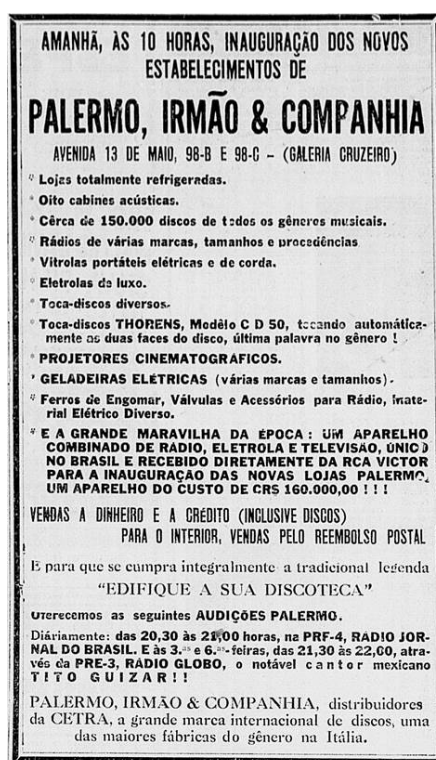 AMANHÃ, ÀS 10 HORAS, INAUGURAÇÃO DOS NOVOS
ESTABELECIMENTOS DE
PALERMO, IRMÃO & COMPANHIA
AVENIDA 13 DE MAIO, 98-B E 98-C - (GALERIA CRUZEIRO)
* Lojas totalmente refrigeradas.
* Oito cabines acústicas.
* Cêrca de 150.000 discos de todos os gêneros musicais.
* Rádios de várias marcas, tamanhos e procedências
* Vitrolas portáteis elétricas e de corda.
* Eletrolas de luxo.
* Toca-discos diversos.
* Toca-discos THORENS, Modêlo C D 50, tocando automática-
mente as duas faces do disco, última palavra no gênero !
* PROJETORES CINEMATOGRÁFICOS.
* GELADEIRAS ELÉTRICAS (várias marcas e tamanhos).
* Ferros de Engomar, Válvulas e Acessórios para Rádio, Mate-
rial Elétrico Diverso.
* E A GRANDE MARAVILHA DA ÉPOCA : UM APARELHO
COMBINADO DE RÁDIO, ELETROLA E TELEVISÃO, ÚNICO
NO BRASIL E RECEBIDO DIRETAMENTE DA RCA VICTOR
PARA A INAUGURAÇÃO DAS NOVAS LOJAS PALERMO,
UM APARELHO DO CUSTO DE CR$ 160.000,00 ! ! !
VENDAS A DINHEIRO E A CRÉDITO (INCLUSIVE DISCOS)
PARA O INTERIOR, VENDAS PELO REEMBOLSO POSTAL
E para que se cumpra integralmente a tradicional legenda
"EDIFIQUE A SUA DISCOTECA"
Oferecemos as seguintes AUDIÇÕES PALERMO.
Diáriamente: das 20,30 às 21,00 horas, na PRF-4, RÁDIO JOR-
NAL DO BRASIL. E às 3.as e 6.as-feiras, das 21,30 às 22,00, atra-
vés da PRE-3, RÁDIO GLOBO, o notável cantor mexicano
TITO GUIZAR!!
PALERMO, IRMÃO & COMPANHIA, distribuidores
da CETRA, a grande marca internacional de discos, uma
das maiores fábricas do gênero na Itália.